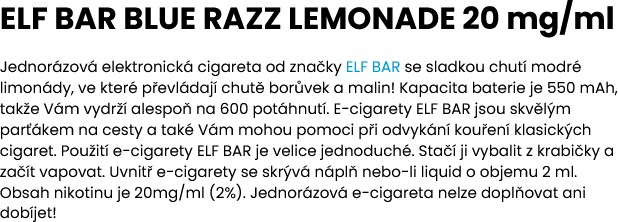 ELF BAR BLUE RAZZ LEMONADE 20 mg/ml
Jednorázová elektronická cigareta od značky ELF BAR se sladkou chutí modré
limonády, ve které převládají chutě borůvek a malin! Kapacita baterie je 550 mAh,
takže Vám vydrží alespoň na 600 potáhnutí. E-cigarety ELF BAR jsou skvělým
parťákem na cesty a také Vám mohou pomoci při odvykání kouření klasických
cigaret. Použití e-cigarety ELF BAR je velice jednoduché. Stačí ji vybalit z krabičky a
začít vapovat. Uvnitř e-cigarety se skrývá náplň nebo-li liquid o objemu 2 ml.
Obsah nikotinu je 20mg/ml (2%). Jednorázová e-cigareta nelze doplňovat ani
dobíjet!